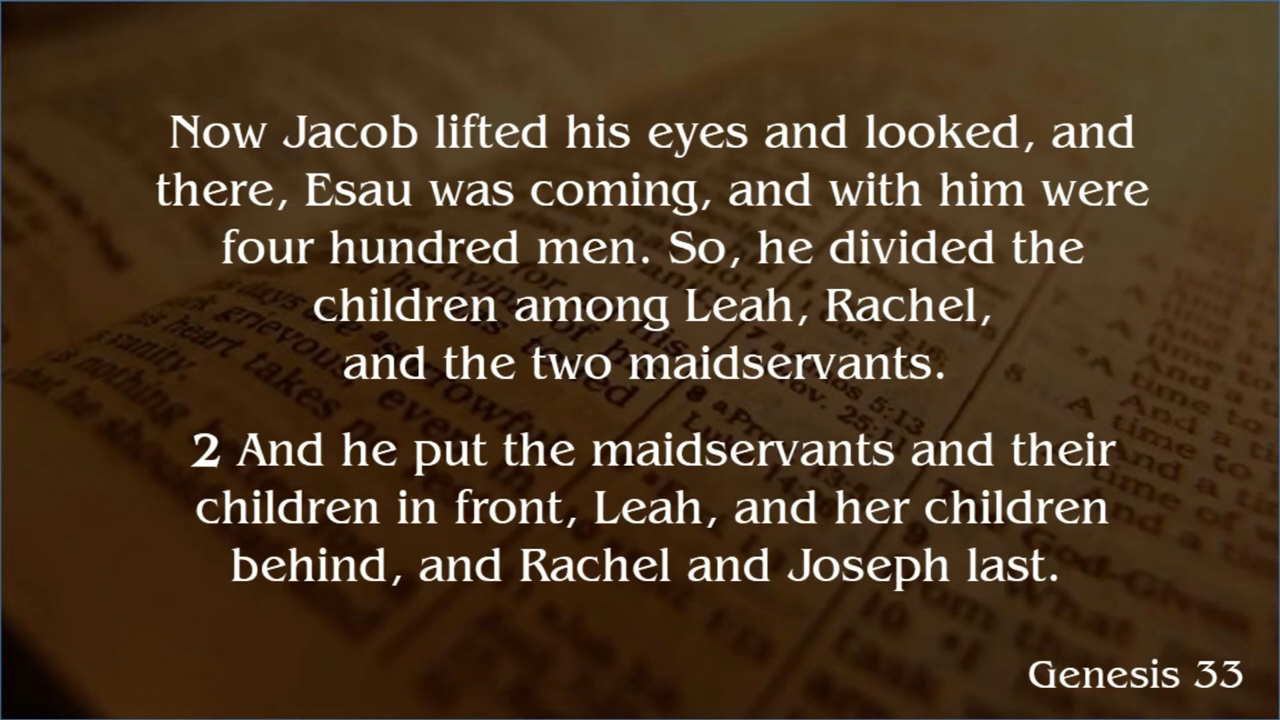 Now Jacob lifted his eyes and looked, and
there, Esau was coming, and with him were
four hundred men. So, he divided the
children among Leah, Rachel,
and the two maidservants.
2 And he put the maidservants and their
children in front, Leah, and her children
behind, and Rachel and Joseph last.
Genesis 33